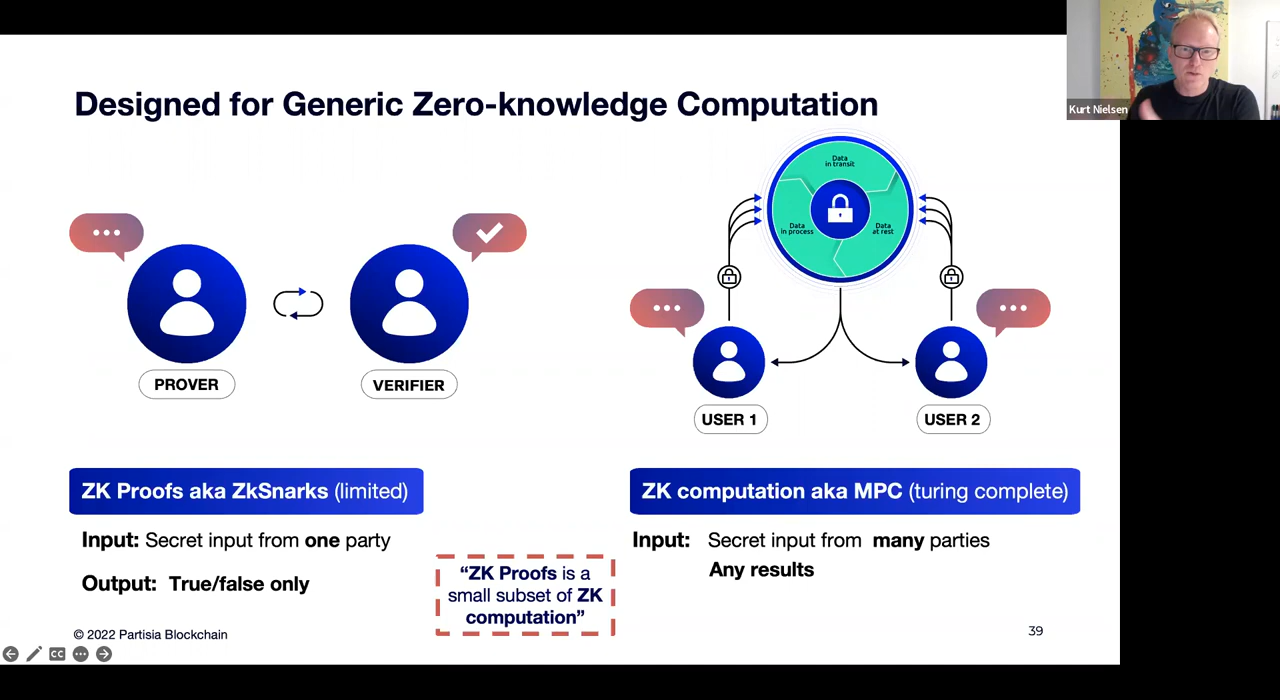 Designed for Generic Zero-knowledge Computation
Kurt Nielsen
PROVER
VERIFIER
Data
in transit
Data
in process
Data
at rest
USER 1
USER 2
ZK Proofs aka ZkSnarks (limited)
Input: Secret input from one party
Output: True/false only
“ZK Proofs is a
small subset of ZK
computation”
ZK computation aka MPC (turing complete)
Input: Secret input from many parties
Any results
© 2022 Partisia Blockchain
39
CC